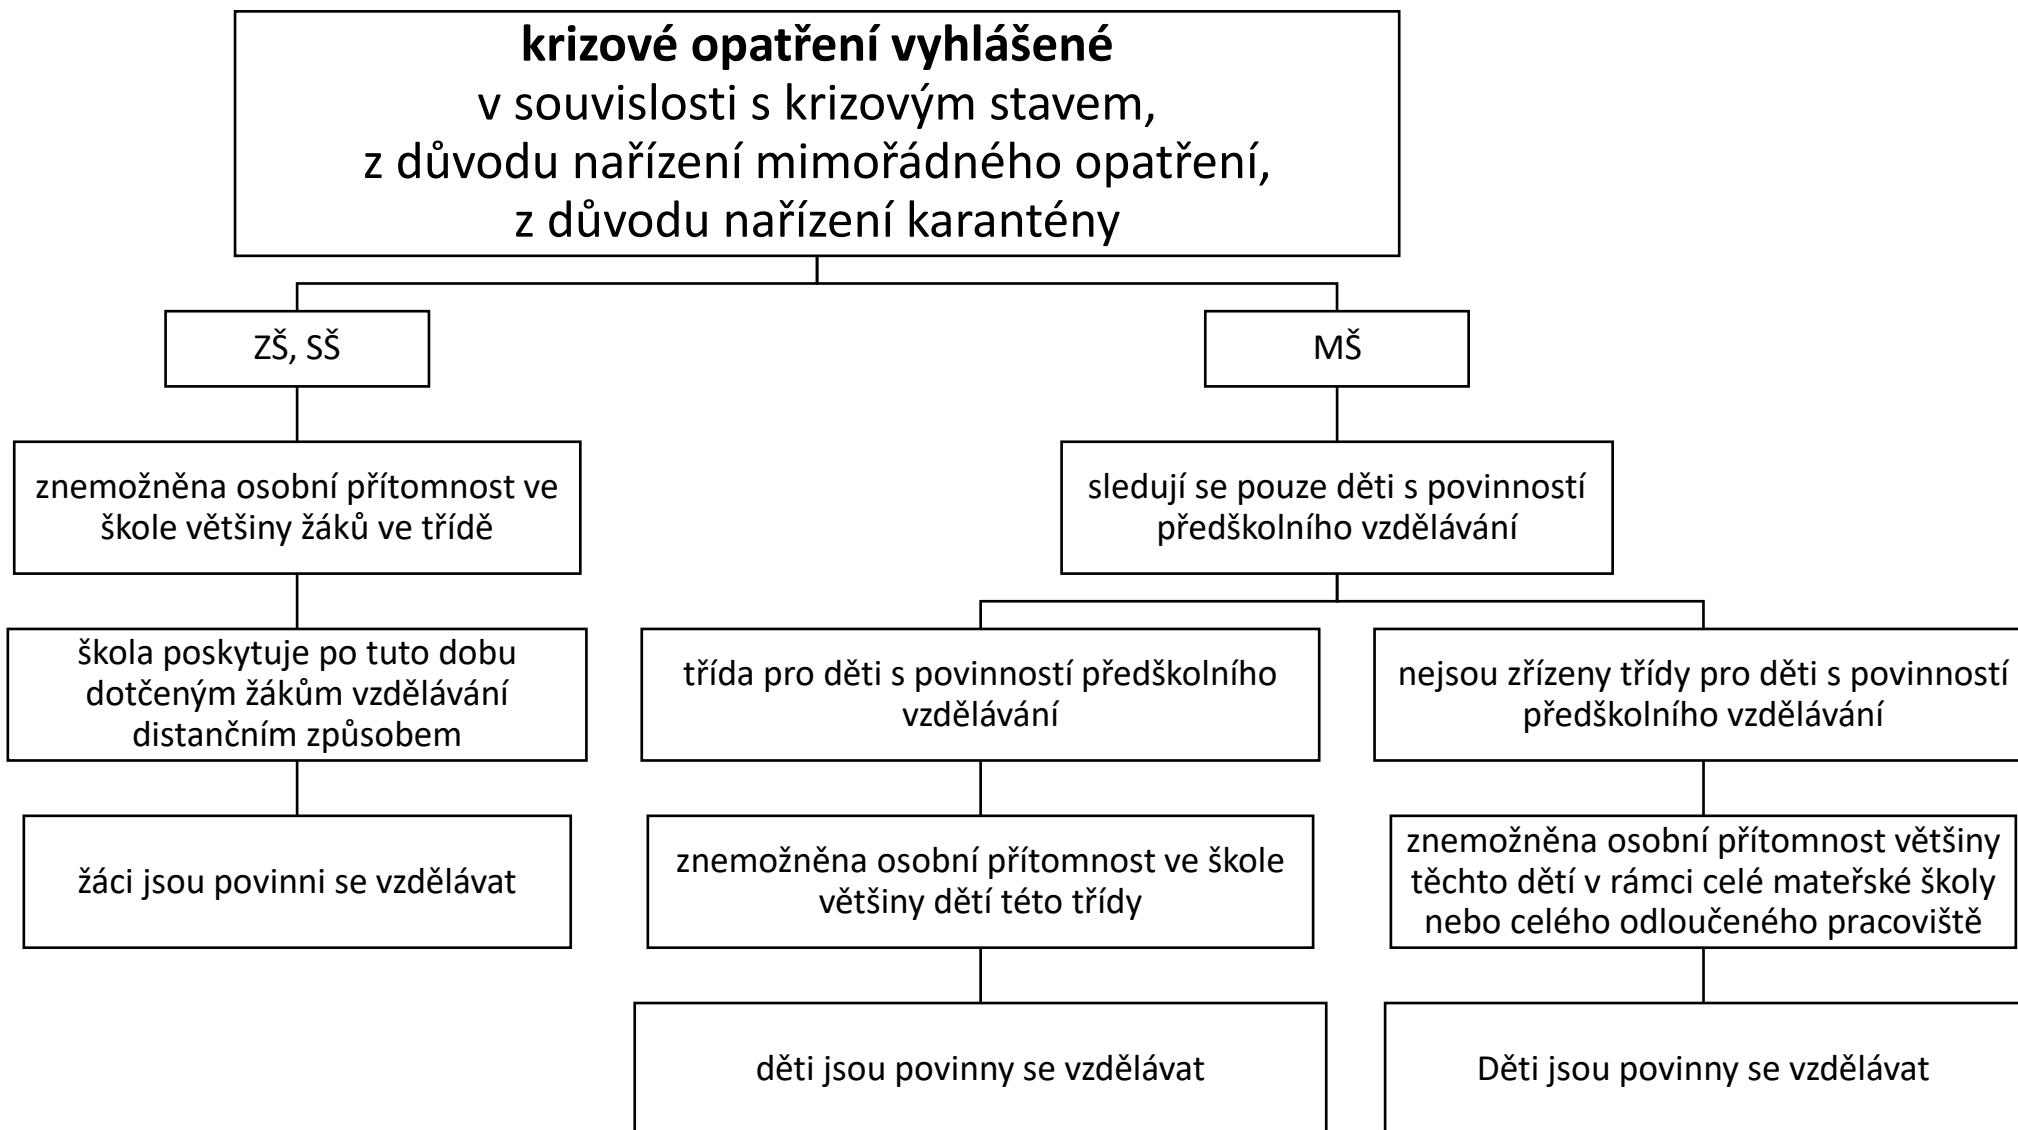 krizové opatření vyhlášené
v souvislosti s krizovým stavem,
z důvodu nařízení mimořádného opatření,
z důvodu nařízení karantény
ZŠ, SŠ
MŠ
znemožněna osobní přítomnost ve
škole většiny žáků ve třídě
sledují se pouze děti s povinností
předškolního vzdělávání
škola poskytuje po tuto dobu
dotčeným žákům vzdělávání
distančním způsobem
třída pro děti s povinností předškolního
vzdělávání
nejsou zřízeny třídy pro děti s povinností
předškolního vzdělávání
žáci jsou povinni se vzdělávat
znemožněna osobní přítomnost ve škole
většiny dětí této třídy
znemožněna osobní přítomnost většiny
těchto dětí v rámci celé mateřské školy
nebo celého odloučeného pracoviště
děti jsou povinny se vzdělávat
Děti jsou povinny se vzdělávat